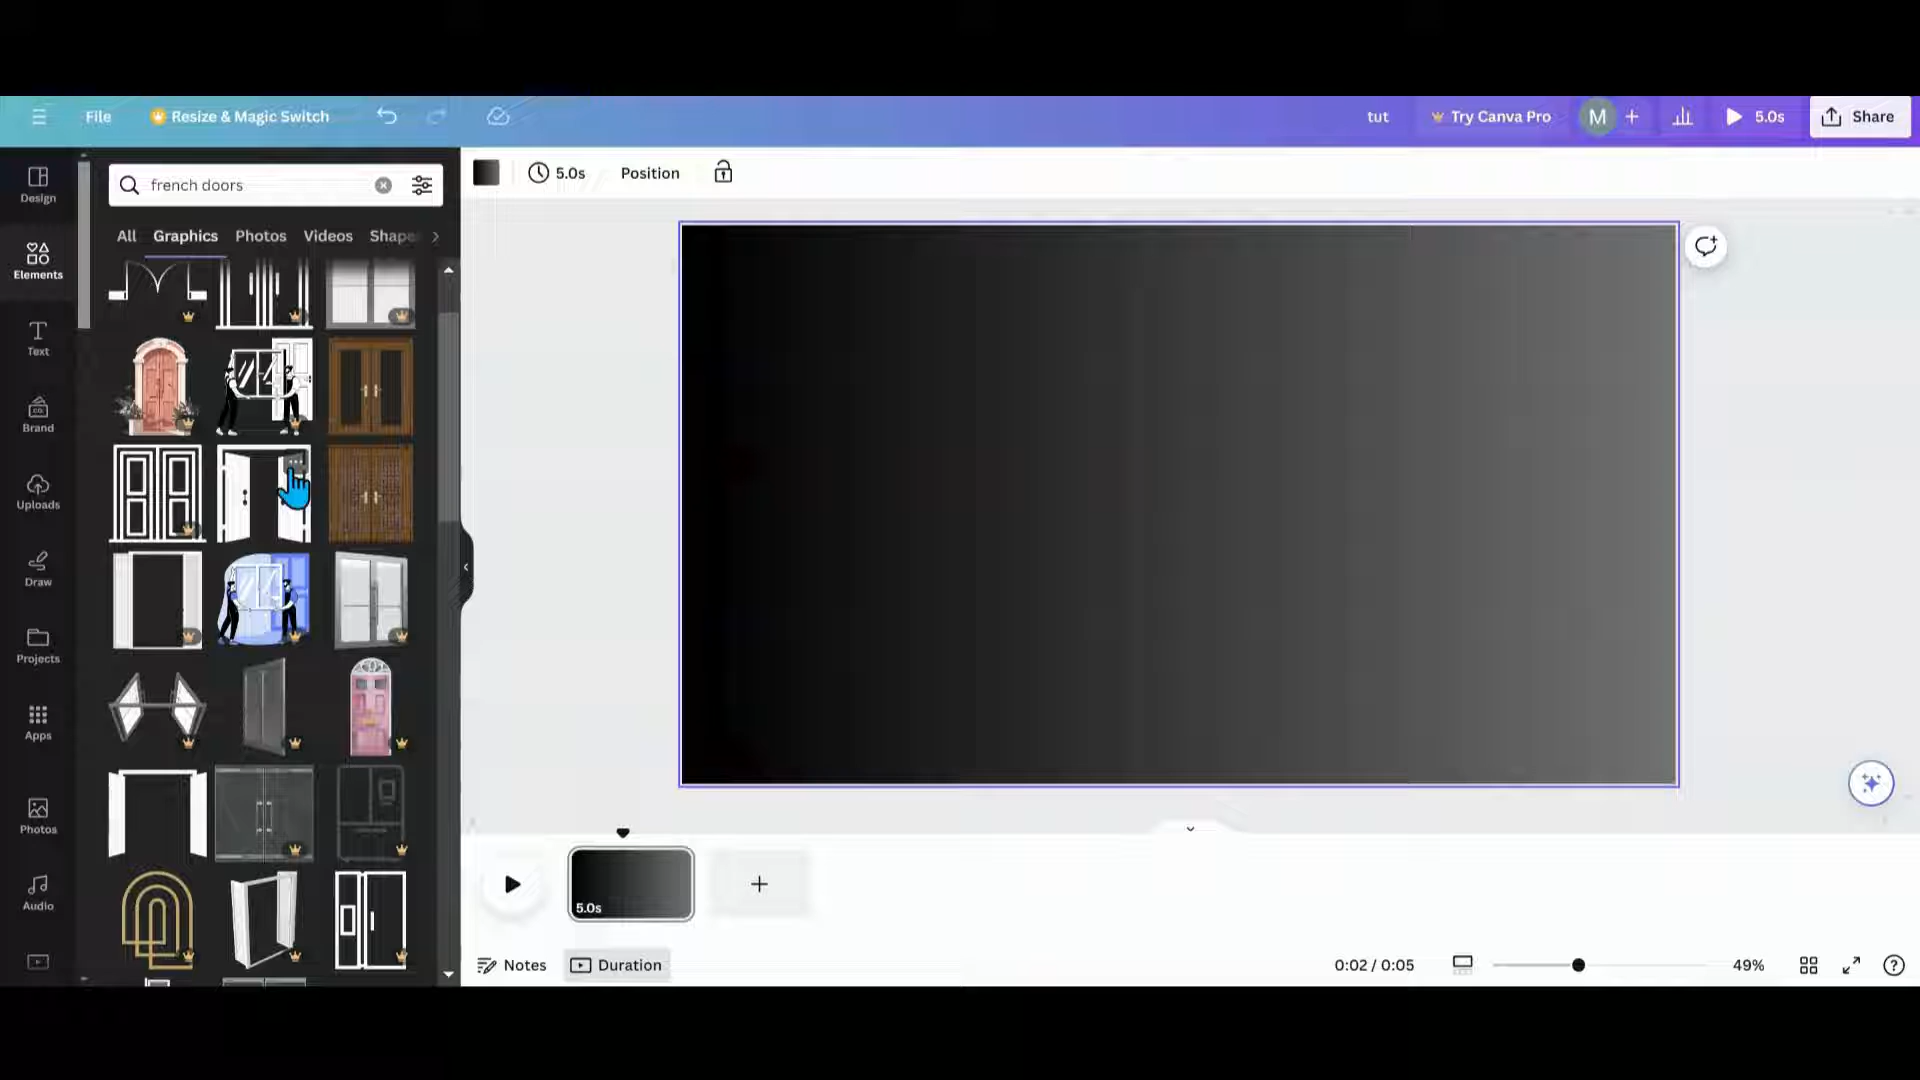 File
Resize & Magic Switch
tut
Try Canva Pro
M
5.0s
Share
Design
Elements
Text
Brand
Uploads
Draw
Projects
Apps
Photos
Audio
french doors
All Graphics Photos Videos Shape
5.0s
Position
5.0s
Notes
Duration
0:02 / 0:05
49%